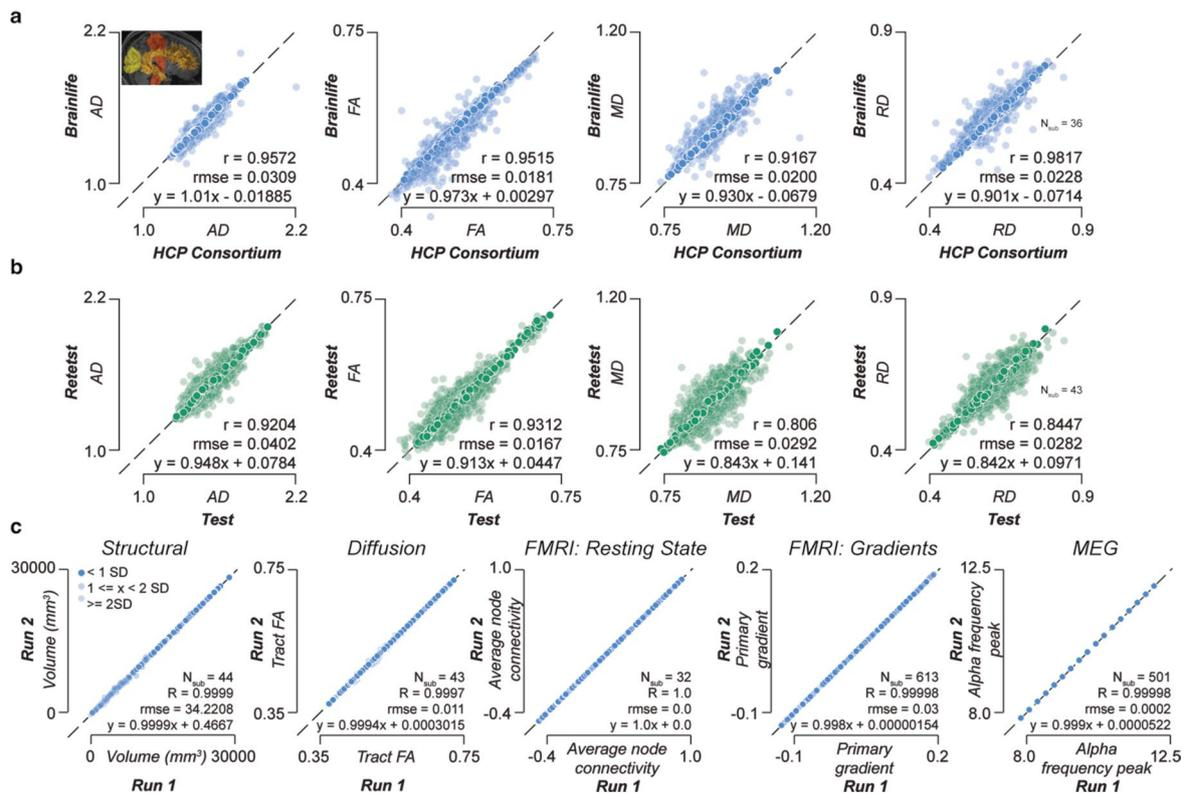 a
2.2
Brainlife
AD
1.0
r = 0.9572
rmse = 0.0309
y = 1.01x - 0.01885
1.0
AD
2.2
HCP Consortium
0.75
Brainlife
FA
0.4
r = 0.9515
rmse = 0.0181
y = 0.973x + 0.00297
0.4
FA
0.75
HCP Consortium
1.20
Brainlife
MD
0.75
r = 0.9167
rmse = 0.0200
y = 0.930x - 0.0679
0.75
MD
1.20
HCP Consortium
0.9
Brainlife
RD
0.4
Nsub = 36
r = 0.9817
rmse = 0.0228
y = 0.901x - 0.0714
0.4
RD
0.9
HCP Consortium
b
2.2
Retetst
AD
1.0
r = 0.9204
rmse = 0.0402
y = 0.948x + 0.0784
1.0
AD
2.2
Test
0.75
Retetst
FA
0.4
r = 0.9312
rmse = 0.0167
y = 0.913x + 0.0447
0.4
FA
0.75
Test
1.20
Retetst
MD
0.75
r = 0.806
rmse = 0.0292
y = 0.843x + 0.141
0.75
MD
1.20
Test
0.9
Retetst
RD
0.4
Nsub = 43
r = 0.8447
rmse = 0.0282
y = 0.842x + 0.0971
0.4
RD
0.9
Test
c
Structural
30000
< 1 SD
1 <= x < 2 SD
>= 2SD
Run 2
Volume (mm³)
0
Nsub = 44
R = 0.9999
rmse = 34.2208
y = 0.9999x + 0.4667
0
Volume (mm³)
30000
Run 1
Diffusion
0.75
Run 2
Tract FA
0.35
Nsub = 43
R = 0.9997
rmse = 0.011
y = 0.9994x + 0.0003015
0.35
Tract FA
0.75
Run 1
FMRI: Resting State
1.0
Run 2
Average node
connectivity
-0.4
Nsub = 32
R = 1.0
rmse = 0.0
y = 1.0x + 0.0
-0.4
Average node
connectivity
1.0
Run 1
FMRI: Gradients
0.2
Run 2
Primary
gradient
-0.1
Nsub = 613
R = 0.99998
rmse = 0.03
y = 0.998x + 0.00000154
-0.1
Primary
gradient
0.2
Run 1
MEG
12.5
Run 2
Alpha frequency
peak
8.0
Nsub = 501
R = 0.99998
rmse = 0.0002
y = 0.999x + 0.0000522
8.0
Alpha
frequency peak
12.5
Run 1